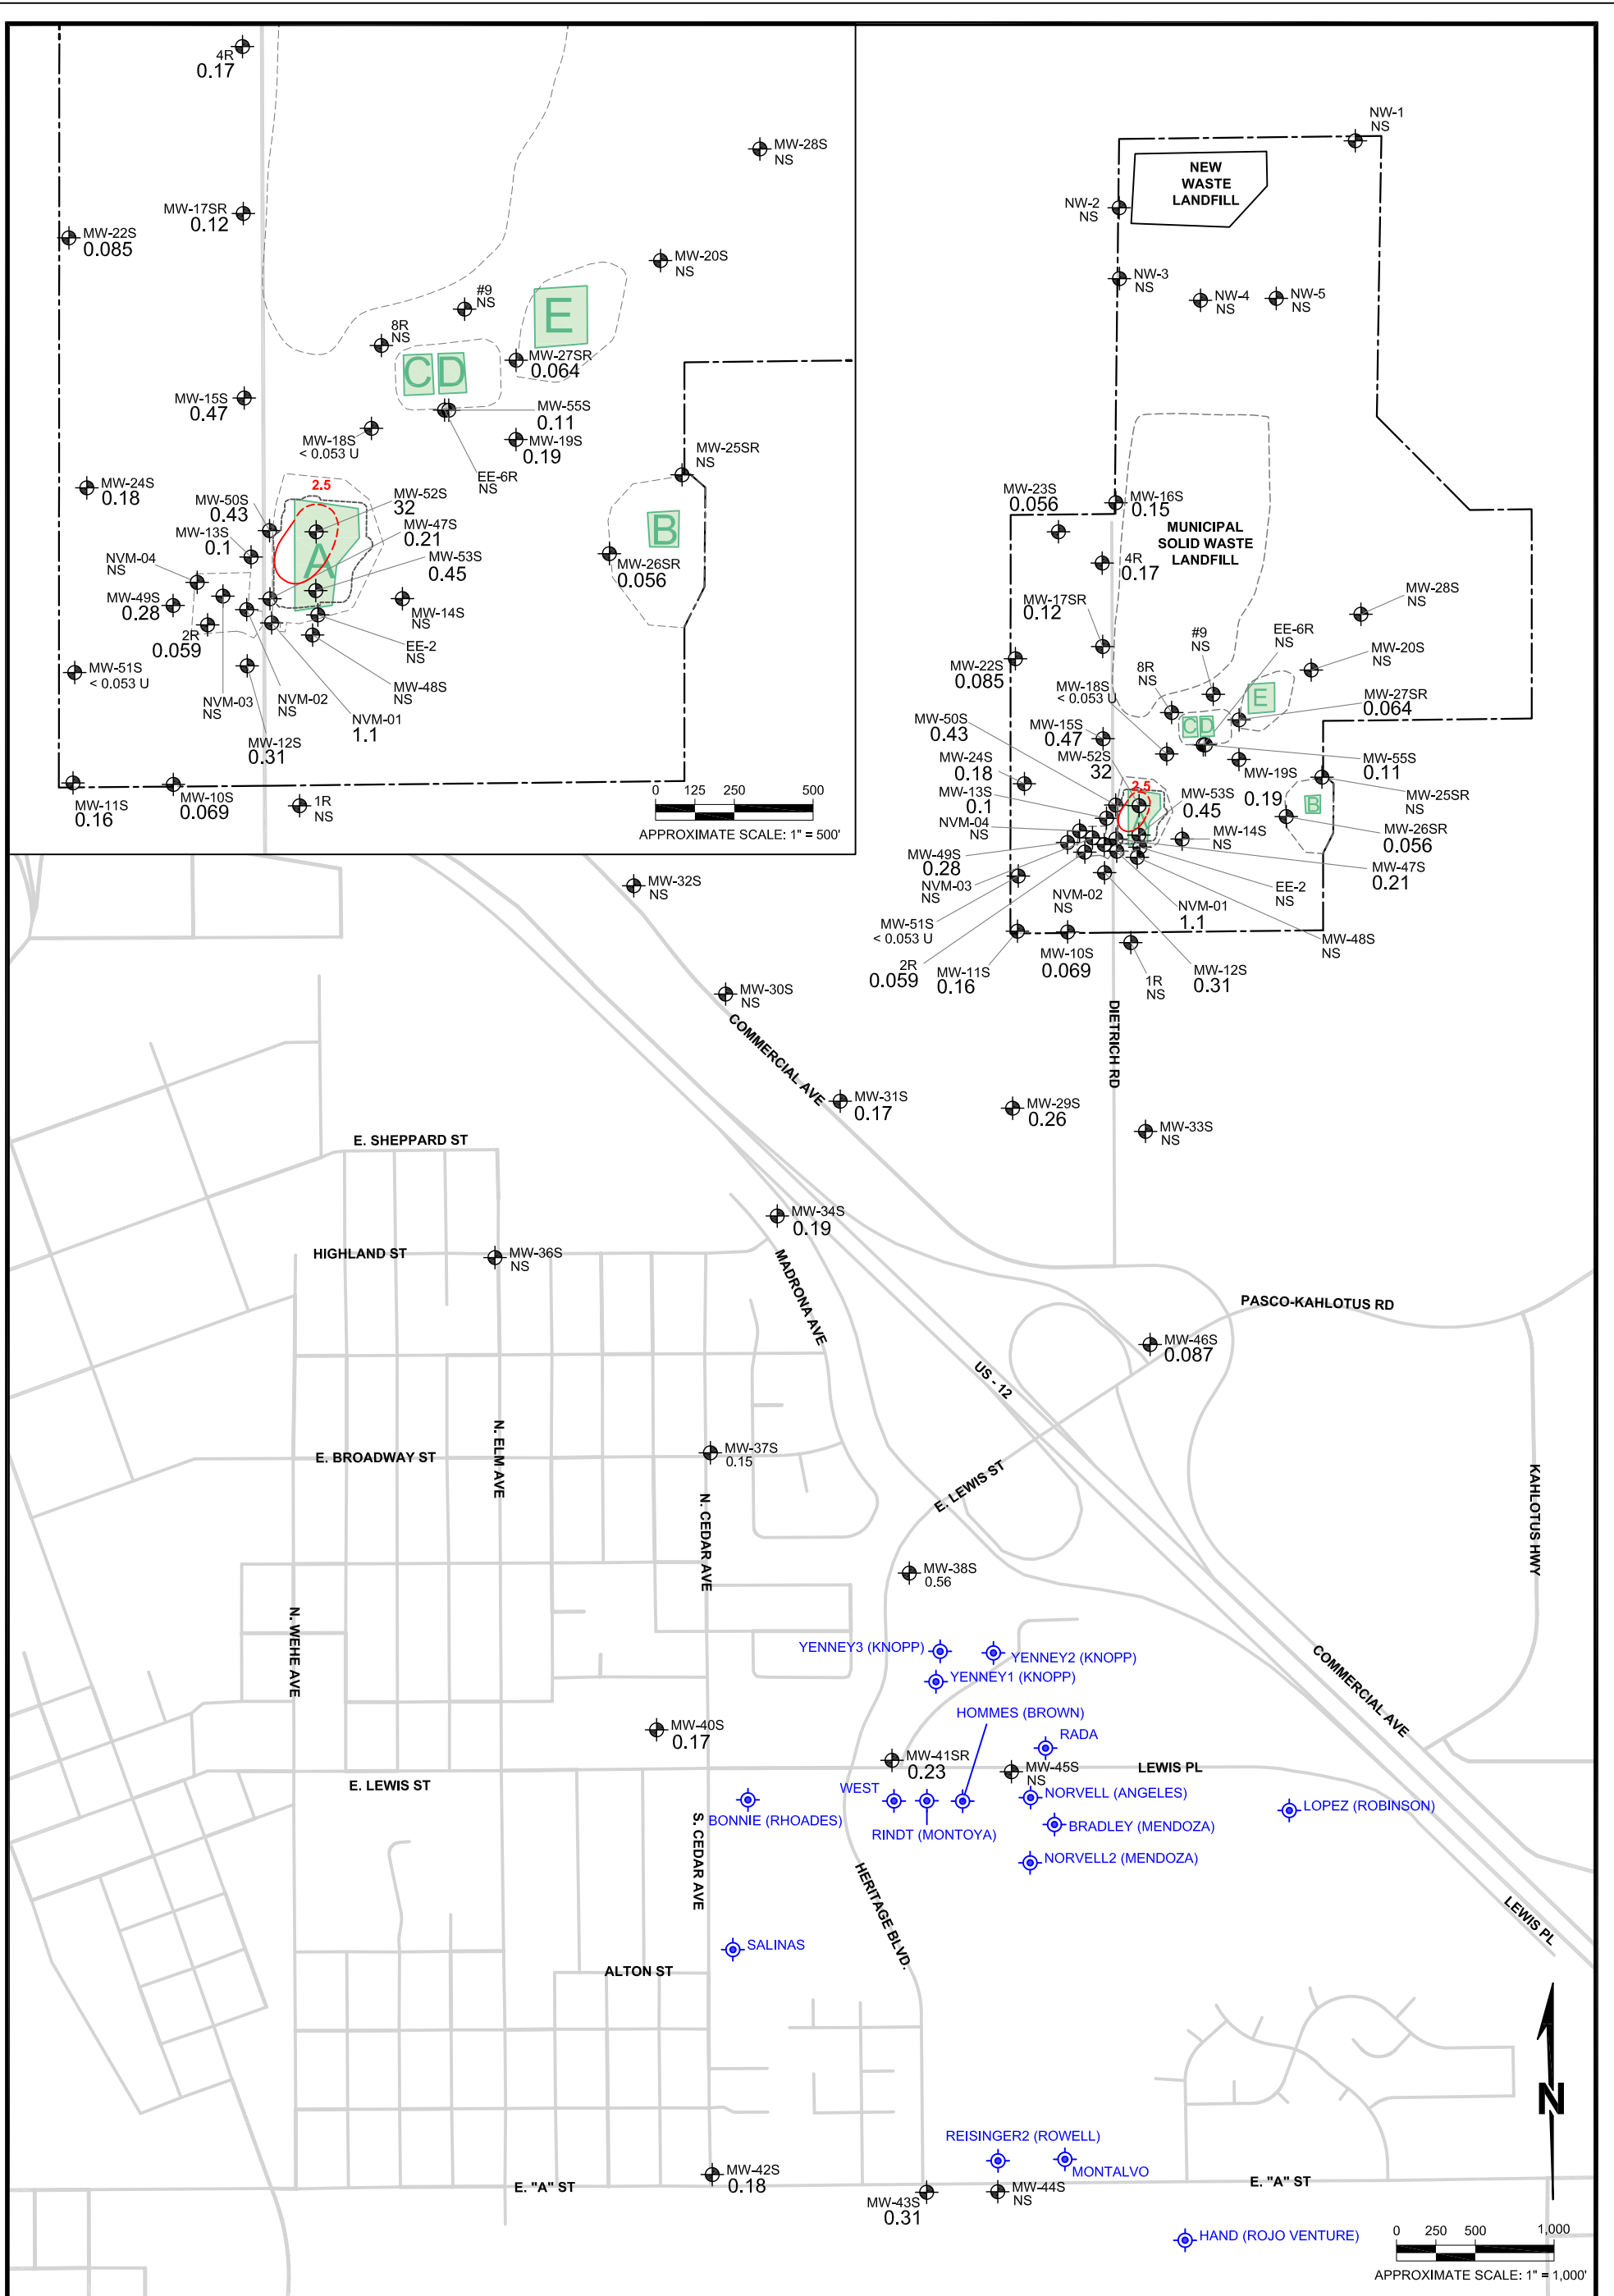 4R
0.17
MW-28S
NS
MW-17SR
0.12
MW-22S
0.085
MW-20S
NS
#9
NS
E
8R
NS
C D
MW-27SR
0.064
MW-15S
0.47
MW-55S
0.11
MW-18S
< 0.053 U
MW-19S
0.19
MW-25SR
NS
EE-6R
NS
MW-24S
0.18
2.5
MW-52S
32
MW-50S
0.43
MW-47S
0.21
MW-13S
0.1
B
A
MW-53S
0.45
NVM-04
NS
MW-26SR
0.056
MW-49S
0.28
MW-14S
NS
2R
0.059
EE-2
NS
MW-51S
< 0.053 U
MW-48S
NS
NVM-03
NS
NVM-02
NS
NVM-01
1.1
MW-12S
0.31
MW-11S
0.16
MW-10S
0.069
1R
NS
0 125 250 500
APPROXIMATE SCALE: 1" = 500'
NW-1
NS
NEW
WASTE
LANDFILL
NW-2
NS
NW-3
NS
NW-4
NS
NW-5
NS
MW-23S
0.056
MW-16S
0.15
MUNICIPAL
SOLID WASTE
LANDFILL
4R
0.17
MW-17SR
0.12
MW-28S
NS
#9
NS
EE-6R
NS
MW-20S
NS
MW-22S
0.085
8R
NS
MW-18S
< 0.053 U
E
MW-27SR
0.064
MW-50S
0.43
MW-15S
0.47
C D
MW-24S
0.18
MW-52S
32
MW-55S
0.11
MW-19S
0.19
MW-13S
0.1
2.5
MW-53S
0.45
MW-25SR
NS
B
A
NVM-04
NS
MW-14S
NS
MW-26SR
0.056
MW-49S
0.28
MW-47S
0.21
NVM-03
NS
NVM-02
NS
EE-2
NS
NVM-01
1.1
MW-51S
< 0.053 U
MW-48S
NS
2R
0.059
MW-11S
0.16
MW-10S
0.069
1R
NS
MW-12S
0.31
MW-32S
NS
MW-30S
NS
COMMERCIAL AVE
DIETRICH RD
MW-31S
0.17
MW-29S
0.26
MW-33S
NS
E. SHEPPARD ST
MW-34S
0.19
HIGHLAND ST
MW-36S
NS
MADRONA AVE
PASCO-KAHLOTUS RD
MW-46S
0.087
US - 12
E. BROADWAY ST
N. ELM AVE
MW-37S
0.15
E. LEWIS ST
KAHLOTUS HWY
N. CEDAR AVE
MW-38S
0.56
N. WEHE AVE
YENNEY3 (KNOPP)
YENNEY2 (KNOPP)
YENNEY1 (KNOPP)
COMMERCIAL AVE
HOMMES (BROWN)
MW-40S
0.17
RADA
MW-41SR
0.23
MW-45S
NS
LEWIS PL
E. LEWIS ST
WEST
NORVELL (ANGELES)
LOPEZ (ROBINSON)
BONNIE (RHOADES)
RINDT (MONTOYA)
BRADLEY (MENDOZA)
S. CEDAR AVE
NORVELL2 (MENDOZA)
HERITAGE BLVD.
LEWIS PL
SALINAS
ALTON ST
N
REISINGER2 (ROWELL)
MONTALVO
MW-42S
0.18
E. "A" ST
MW-43S
0.31
MW-44S
NS
E. "A" ST
HAND (ROJO VENTURE)
0 250 500 1,000
APPROXIMATE SCALE: 1" = 1,000'